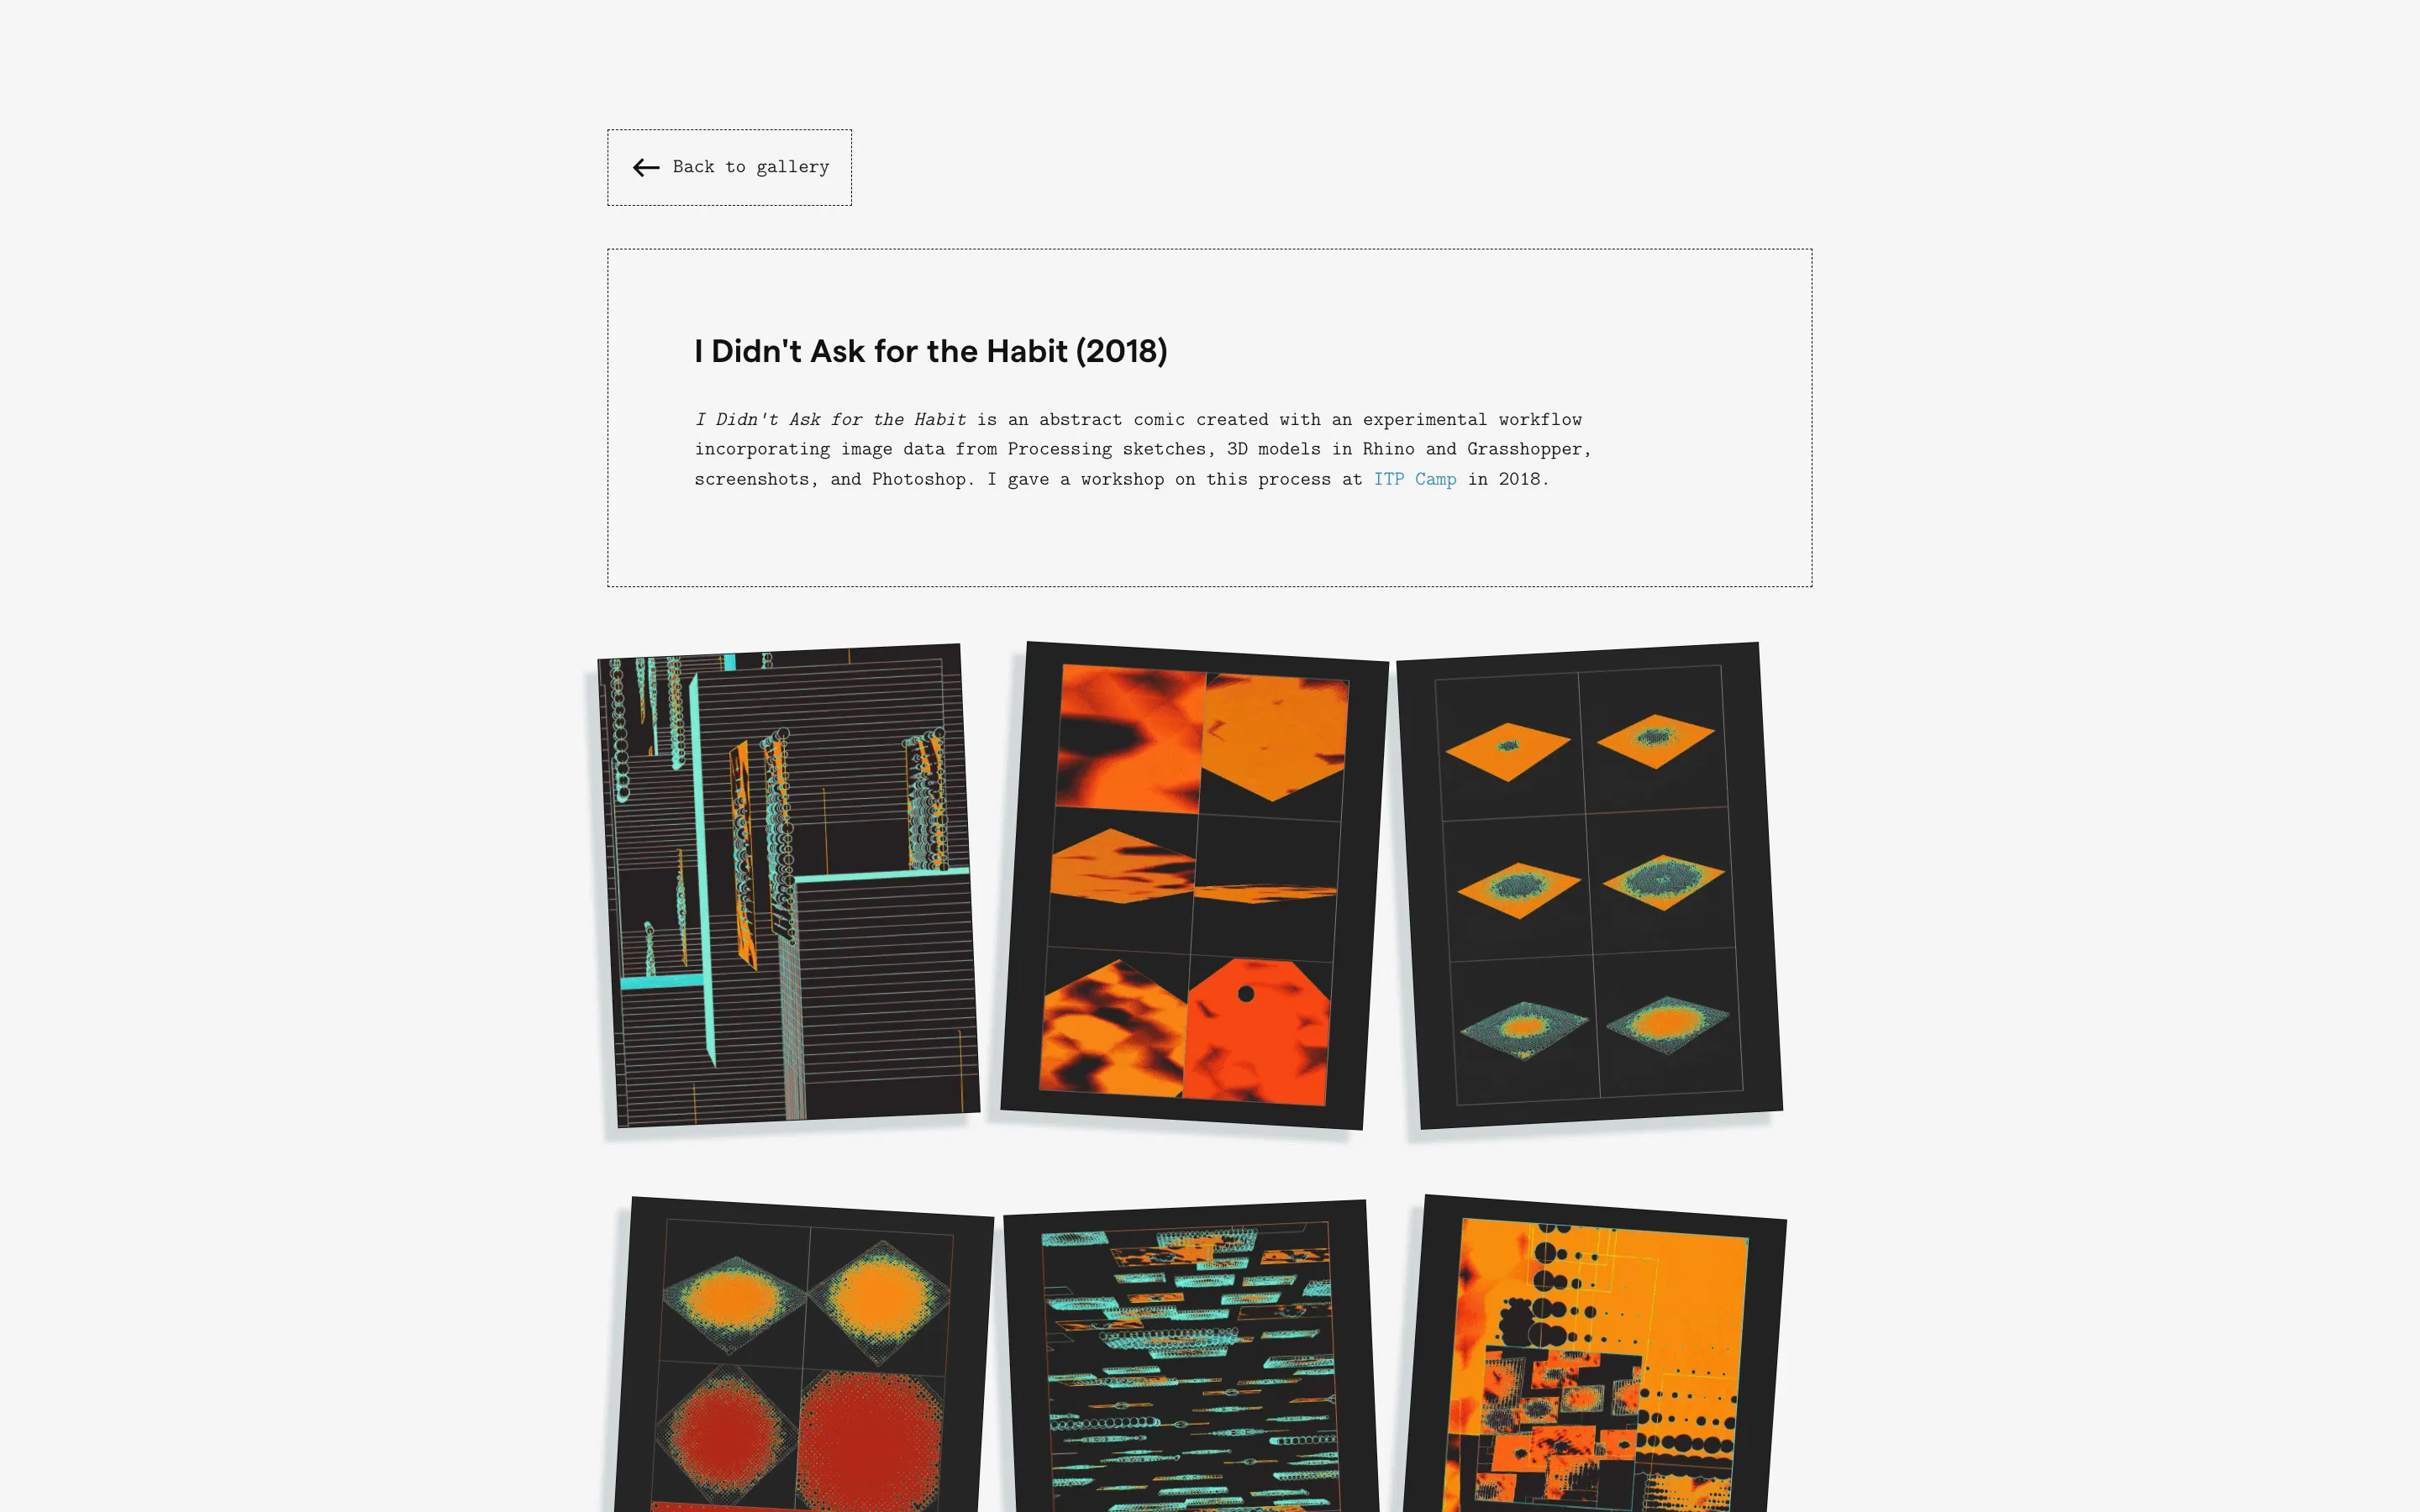 Back to gallery
I Didn't Ask for the Habit (2018)
I Didn't Ask for the Habit is an abstract comic created with an experimental workflow
incorporating image data from Processing sketches, 3D models in Rhino and Grasshopper,
screenshots, and Photoshop. I gave a workshop on this process at ITP Camp in 2018.